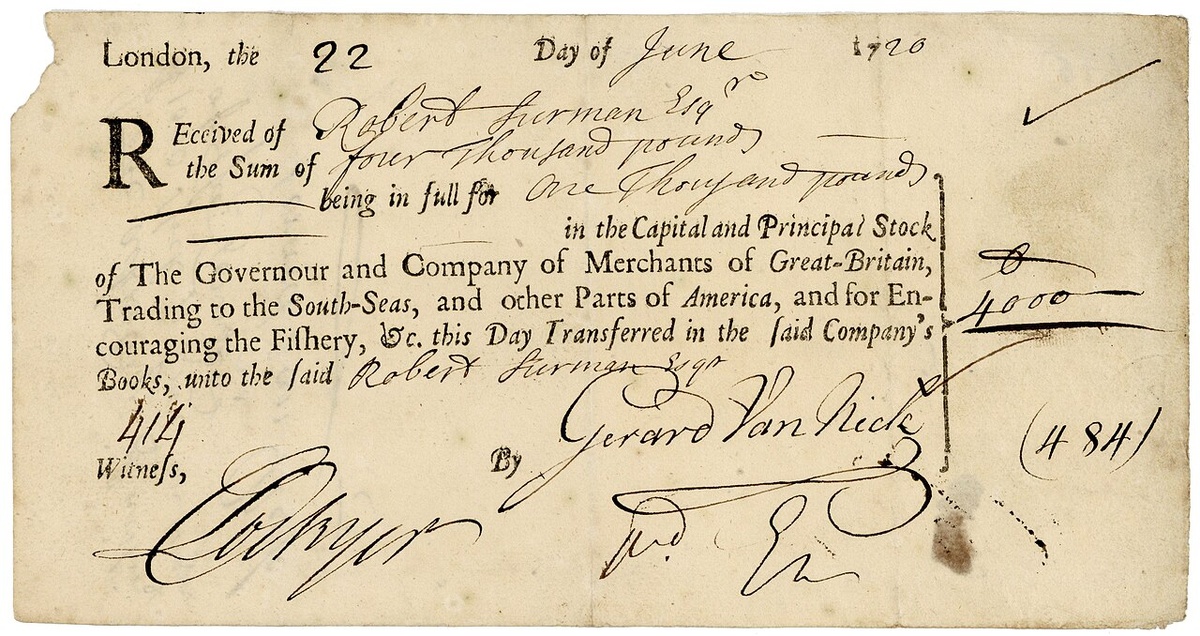 London, the 22 Day of June 1720
REceived of Robert Surman Esqr
the Sum of four Thousand pounds
being in full for One Thousand pounds
in the Capital and Principal Stock
of The Governour and Company of Merchants of Great-Britain,
Trading to the South-Seas, and other Parts of America, and for En-
couraging the Fiſhery, &c. this Day Transferred in the ſaid Company's
Books, unto the ſaid Robert Surman Esqr
4000
414
(484)
Witneſs, By Gerard Van Neck
Lockyer